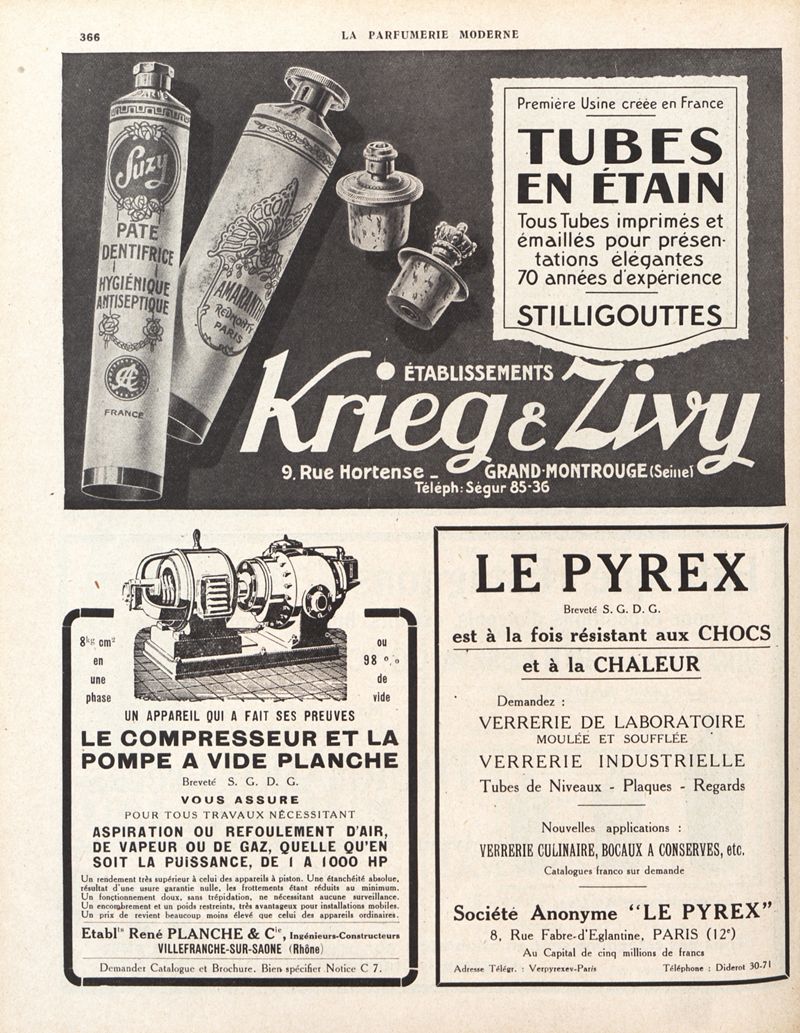 366
LA PARFUMERIE MODERNE
Suzy
PATE
DENTIFRICE
HYGIÉNIQUE
ANTISEPTIQUE
FRANCE
AMARANTHE
PARIS
Première Usine créée en France
TUBES
EN ÉTAIN
Tous Tubes imprimés et
émaillés pour présen-
tations élégantes
70 années d'expérience
STILLIGOUTTES
ÉTABLISSEMENTS
Krieg & Zivy
9, Rue Hortense _ GRAND-MONTROUGE (Seine)
Téléph: Ségur 85-36
8kg cm²
en
une
phase
ou
98 %
de
vide
UN APPAREIL QUI A FAIT SES PREUVES
LE COMPRESSEUR ET LA
POMPE A VIDE PLANCHE
Breveté S. G. D. G.
VOUS ASSURE
POUR TOUS TRAVAUX NÉCESSITANT
ASPIRATION OU REFOULEMENT D'AIR,
DE VAPEUR OU DE GAZ, QUELLE QU'EN
SOIT LA PUISSANCE, DE 1 A 1000 HP
Un rendement très supérieur à celui des appareils à piston. Une étanchéité absolue,
résultat d'une usure garantie nulle, les frottements étant réduits au minimum.
Un fonctionnement doux, sans trépidation, ne nécessitant aucune surveillance.
Un encombrement et un poids restreints, très avantageux pour installations mobiles.
Un prix de revient beaucoup moins élevé que celui des appareils ordinaires.
Etablts René PLANCHE & Cie, Ingénieurs-Constructeurs
VILLEFRANCHE-SUR-SAONE (Rhône)
Demander Catalogue et Brochure. Bien spécifier Notice C 7.
LE PYREX
Breveté S. G. D. G.
est à la fois résistant aux CHOCS
et à la CHALEUR
Demandez :
VERRERIE DE LABORATOIRE
MOULÉE ET SOUFFLÉE
VERRERIE INDUSTRIELLE
Tubes de Niveaux - Plaques - Regards
Nouvelles applications :
VERRERIE CULINAIRE, BOCAUX A CONSERVES, etc.
Catalogues franco sur demande
Société Anonyme "LE PYREX"
8, Rue Fabre-d'Eglantine, PARIS (12e)
Au Capital de cinq millions de francs
Adresse Télégr. : Verpyrexev-Paris Téléphone : Diderot 30-71